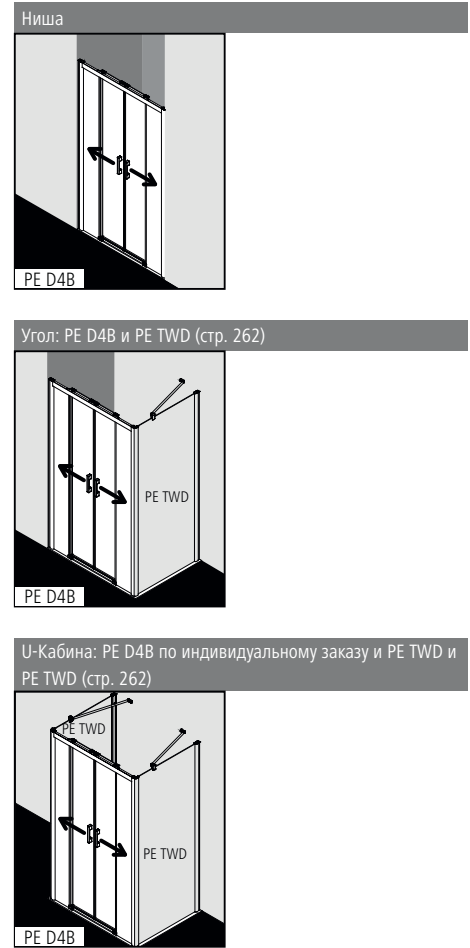 Ниша
PE D4B
Угол: PE D4B и PE TWD (стр. 262)
PE TWD
PE D4B
U-Кабина: PE D4B по индивидуальному заказу и PE TWD и
PE TWD (стр. 262)
PE TWD
PE TWD
PE D4B